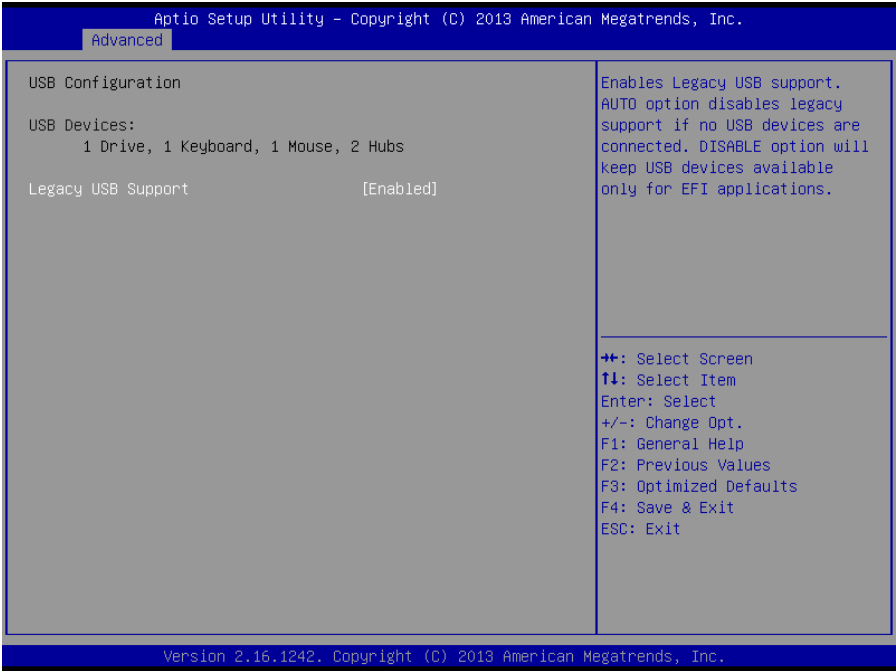 Aptio Setup Utility – Copyright (C) 2013 American Megatrends, Inc.
Advanced
USB Configuration
USB Devices:
1 Drive, 1 Keyboard, 1 Mouse, 2 Hubs
Legacy USB Support [Enabled]
Enables Legacy USB support.
AUTO option disables legacy
support if no USB devices are
connected. DISABLE option will
keep USB devices available
only for EFI applications.
→←: Select Screen
↑↓: Select Item
Enter: Select
+/-: Change Opt.
F1: General Help
F2: Previous Values
F3: Optimized Defaults
F4: Save & Exit
ESC: Exit
Version 2.16.1242. Copyright (C) 2013 American Megatrends, Inc.